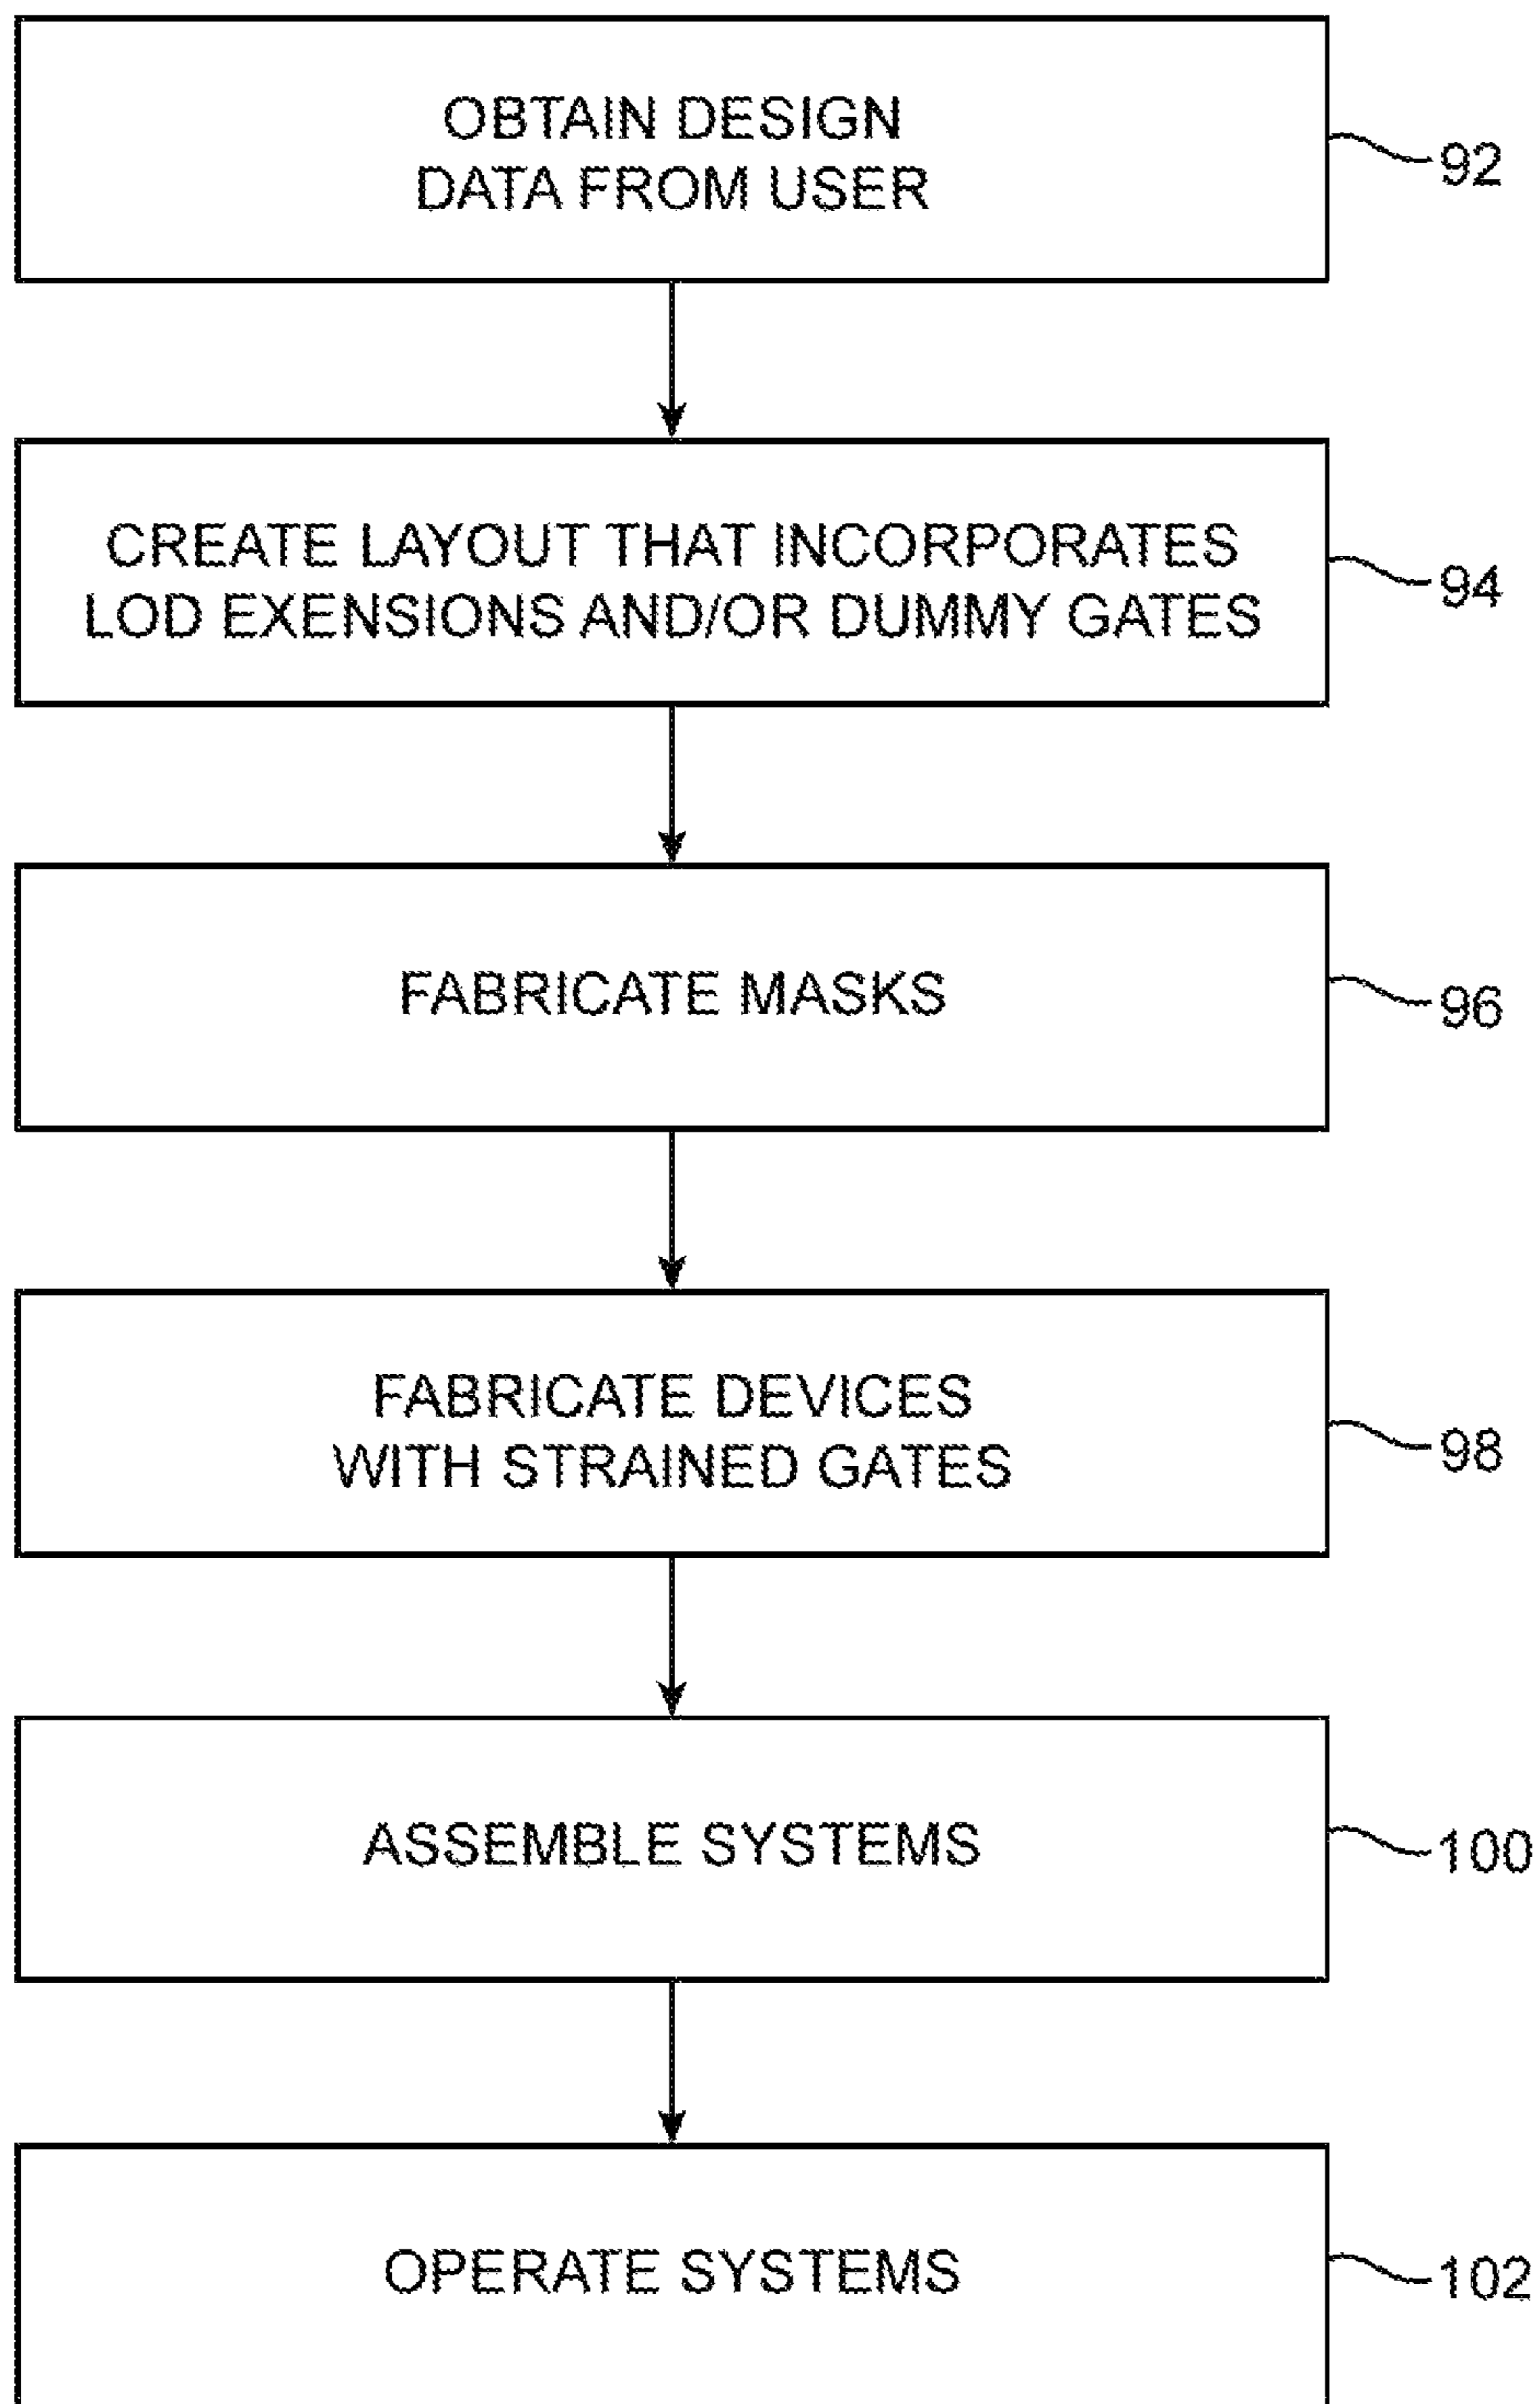 OBTAIN DESIGN
DATA FROM USER
92
CREATE LAYOUT THAT INCORPORATES
LOD EXENSIONS AND/OR DUMMY GATES
94
FABRICATE MASKS
96
FABRICATE DEVICES
WITH STRAINED GATES
98
ASSEMBLE SYSTEMS
100
OPERATE SYSTEMS
102